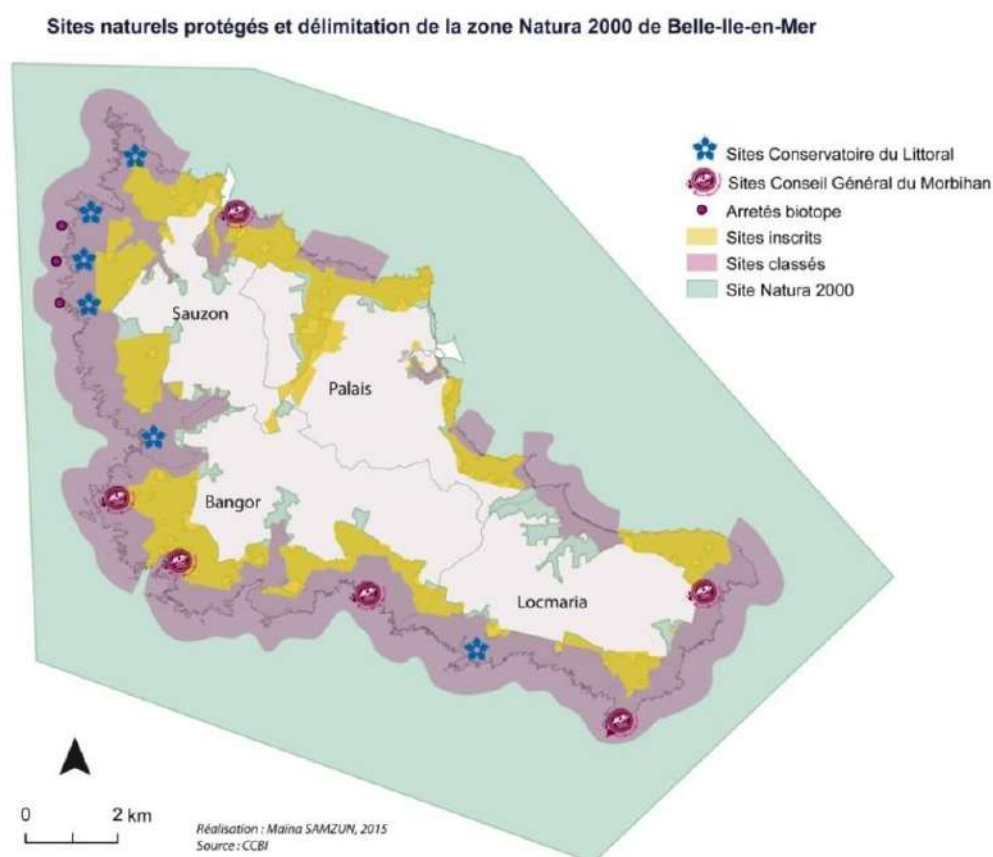 Sites naturels protégés et délimitation de la zone Natura 2000 de Belle-Ile-en-Mer
Sites Conservatoire du Littoral
Sites Conseil Général du Morbihan
Arretés biotope
Sites inscrits
Sites classés
Site Natura 2000
Sauzon
Palais
Bangor
Locmaria
0 2 km
Réalisation : Maïna SAMZUN, 2015
Source : CCBI